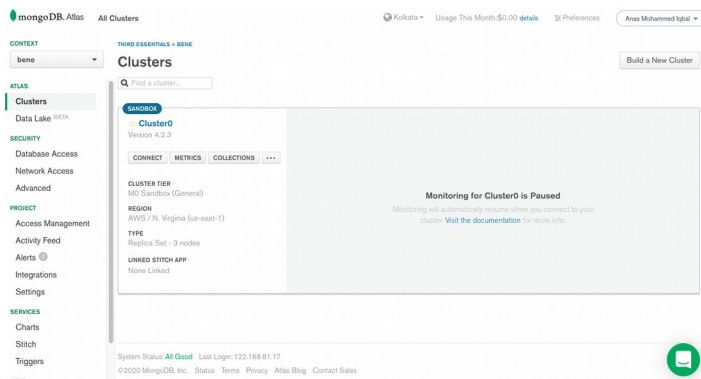 mongoDB. Atlas
All Clusters
Kolkata
Usage This Month:$0.00 details
Preferences
Anas Mohammed Iqbal
CONTEXT
bene
ATLAS
Clusters
Data Lake BETA
SECURITY
Database Access
Network Access
Advanced
PROJECT
Access Management
Activity Feed
Alerts 0
Integrations
Settings
SERVICES
Charts
Stitch
Triggers
THIRD ESSENTIALS > BENE
Clusters
Build a New Cluster
Find a cluster...
SANDBOX
Cluster0
Version 4.2.3
CONNECT METRICS COLLECTIONS ...
CLUSTER TIER
M0 Sandbox (General)
REGION
AWS / N. Virginia (us-east-1)
TYPE
Replica Set - 3 nodes
LINKED STITCH APP
None Linked
Monitoring for Cluster0 is Paused
Monitoring will automatically resume when you connect to your
cluster. Visit the documentation for more info.
System Status: All Good Last Login: 122.168.81.17
©2020 MongoDB, Inc. Status Terms Privacy Atlas Blog Contact Sales